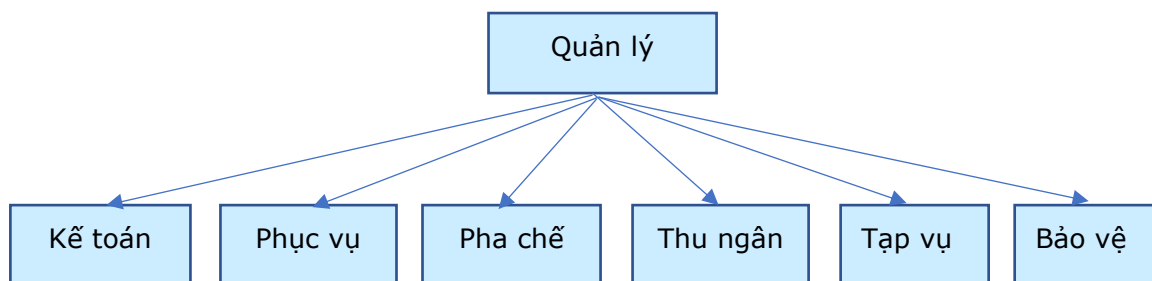 Quản lý
Kế toán
Phục vụ
Pha chế
Thu ngân
Tạp vụ
Bảo vệ